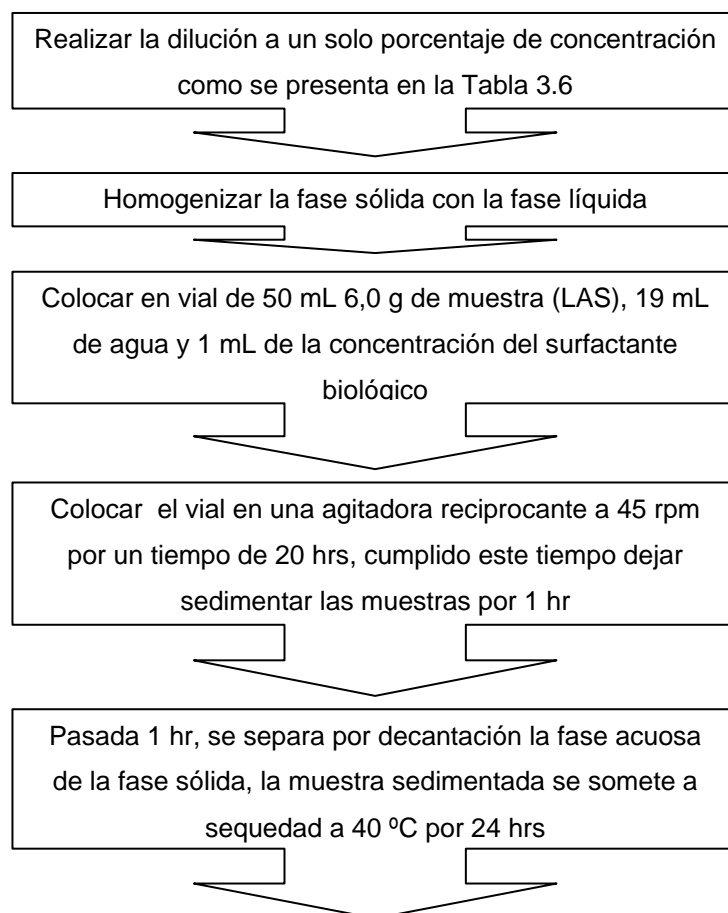 Realizar la dilución a un solo porcentaje de concentración
como se presenta en la Tabla 3.6
Homogenizar la fase sólida con la fase líquida
Colocar en vial de 50 mL 6,0 g de muestra (LAS), 19 mL
de agua y 1 mL de la concentración del surfactante
biológico
Colocar  el vial en una agitadora reciprocante a 45 rpm
por un tiempo de 20 hrs, cumplido este tiempo dejar
sedimentar las muestras por 1 hr
Pasada 1 hr, se separa por decantación la fase acuosa
de la fase sólida, la muestra sedimentada se somete a
sequedad a 40 ºC por 24 hrs